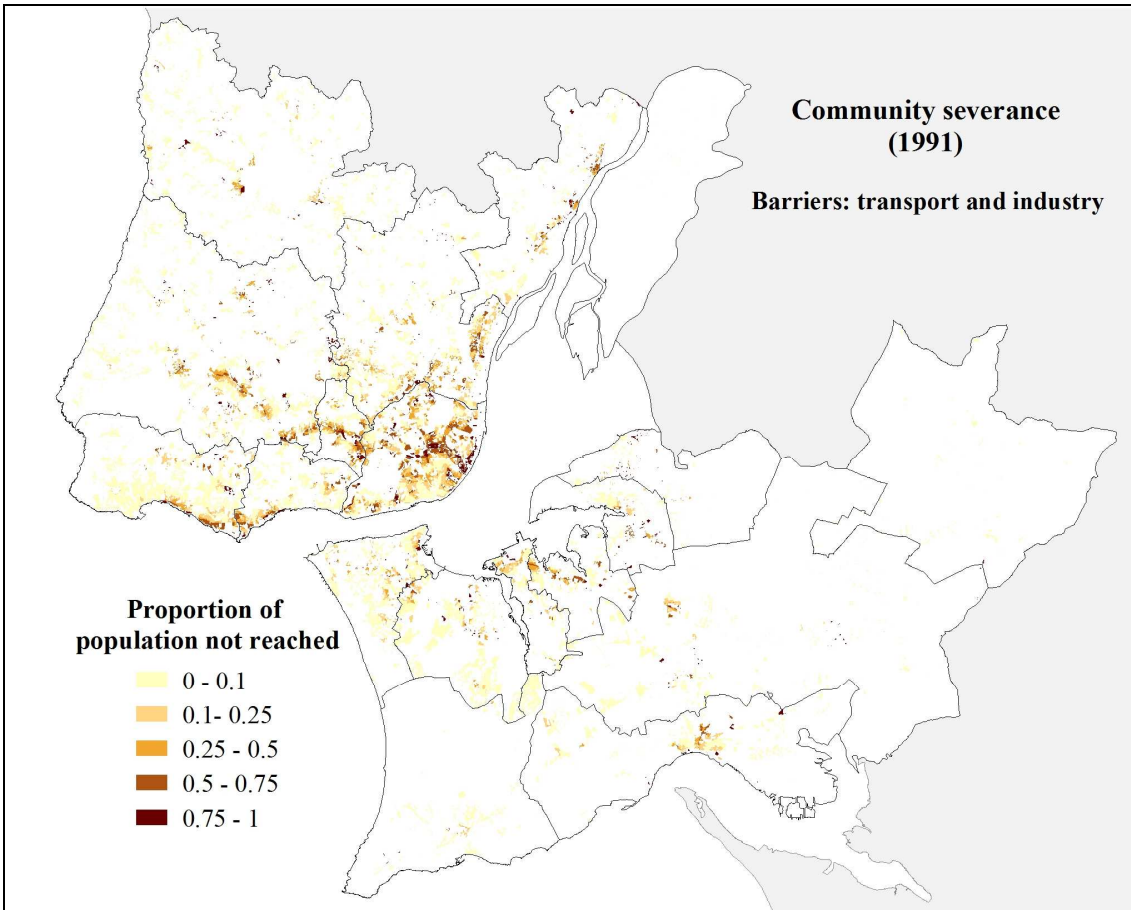 Community severance
(1991)
Barriers: transport and industry
Proportion of
population not reached
0 - 0.1
0.1- 0.25
0.25 - 0.5
0.5 - 0.75
0.75 - 1